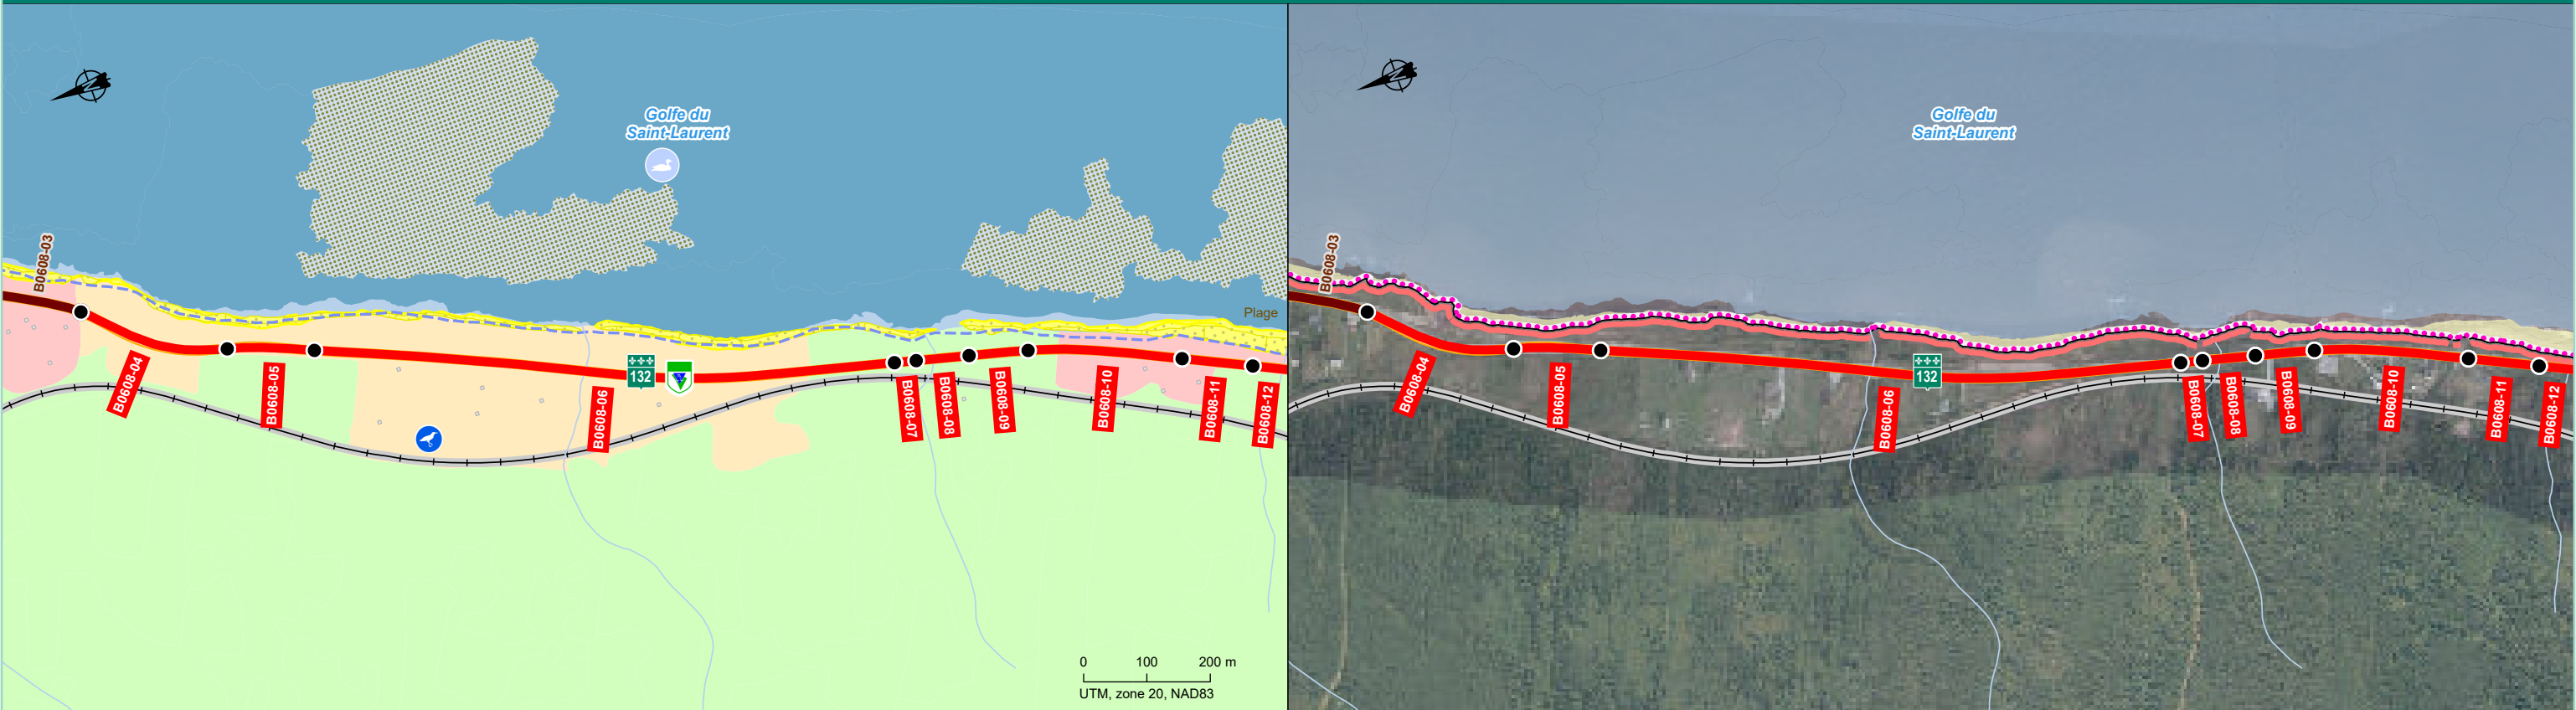 Golfe du
Saint-Laurent
B0608-03
Plage
132
B0608-04
B0608-05
B0608-06
B0608-07
B0608-08
B0608-09
B0608-10
B0608-11
B0608-12
0 100 200 m
UTM, zone 20, NAD83
Golfe du
Saint-Laurent
B0608-03
132
B0608-04
B0608-05
B0608-06
B0608-07
B0608-08
B0608-09
B0608-10
B0608-11
B0608-12